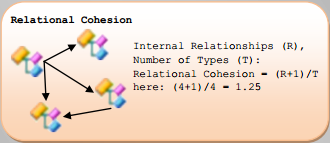 Relational Cohesion
Internal Relationships (R),
Number of Types (T):
Relational Cohesion = (R+1)/T
here: (4+1)/4 = 1.25